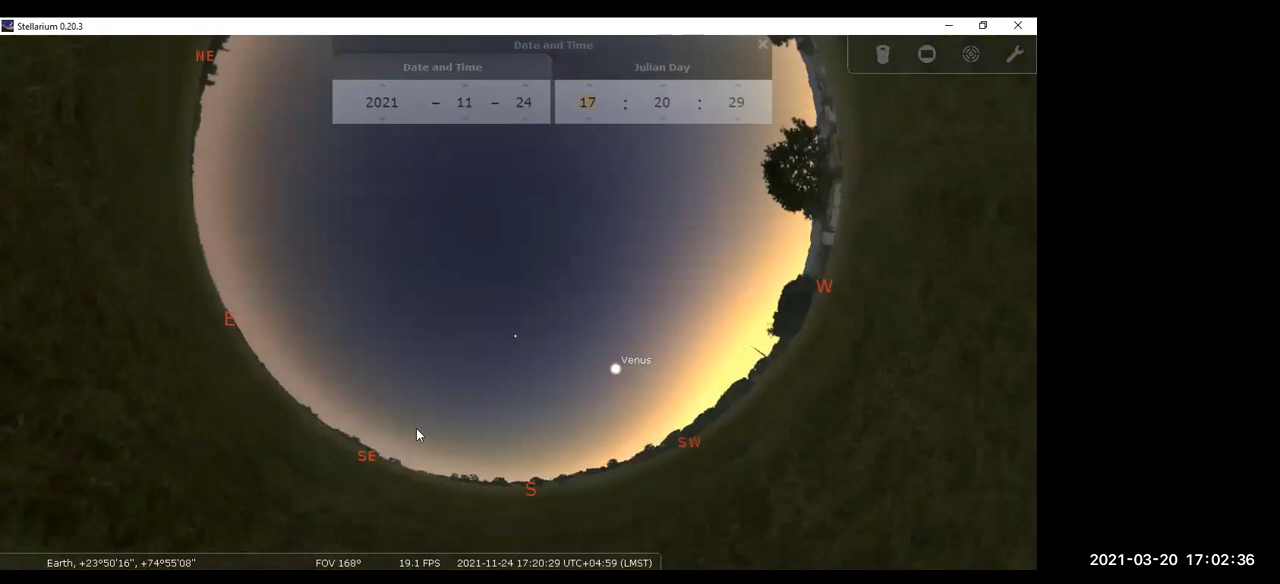 Stellarium 0.20.3
Date and Time
Date and Time
Julian Day
2021 - 11 - 24
17 : 20 : 29
NE
E
W
Venus
SE
SW
S
Earth, +23°50'16", +74°55'08"
FOV 168°
19.1 FPS
2021-11-24 17:20:29 UTC+04:59 (LMST)
2021-03-20 17:02:36